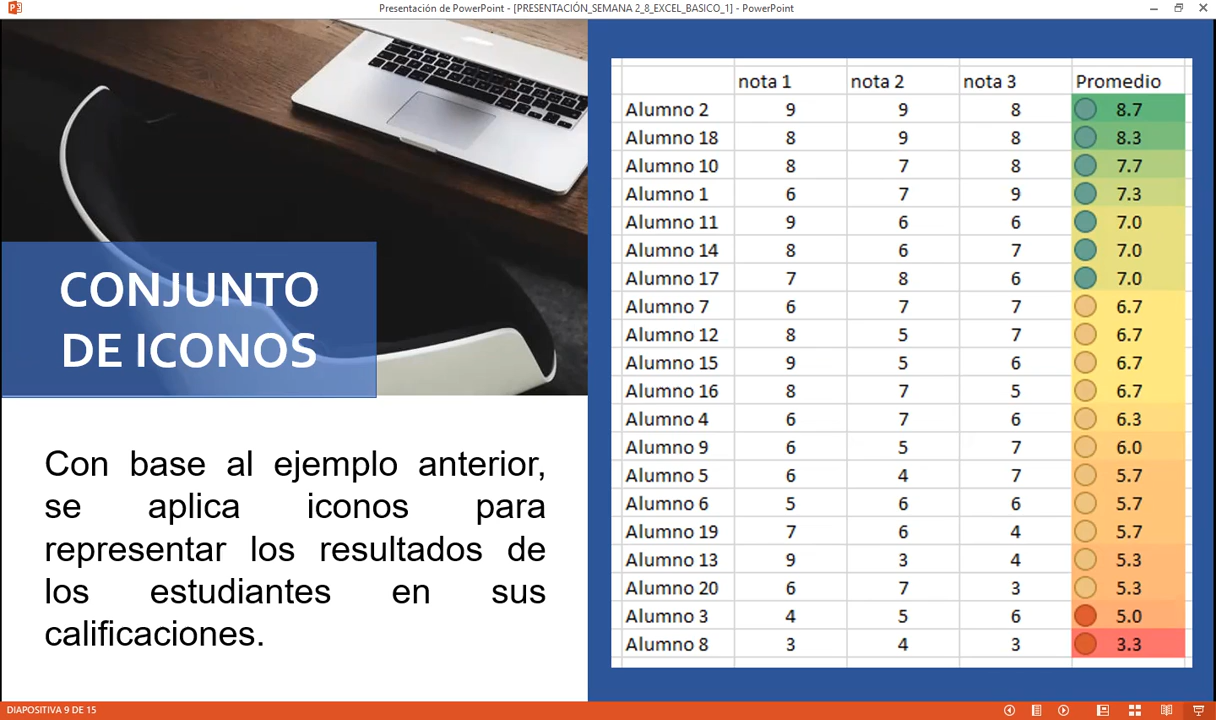 Presentación de PowerPoint - [PRESENTACIÓN_SEMANA 2_8_EXCEL_BASICO_1] - PowerPoint
CONJUNTO
DE ICONOS
Con base al ejemplo anterior,
se aplica iconos para
representar los resultados de
los estudiantes en sus
calificaciones.
nota 1 nota 2 nota 3 Promedio
Alumno 2 9 9 8 8.7
Alumno 18 8 9 8 8.3
Alumno 10 8 7 8 7.7
Alumno 1 6 7 9 7.3
Alumno 11 9 6 6 7.0
Alumno 14 8 6 7 7.0
Alumno 17 7 8 6 7.0
Alumno 7 6 7 7 6.7
Alumno 12 8 5 7 6.7
Alumno 15 9 5 6 6.7
Alumno 16 8 7 5 6.7
Alumno 4 6 7 6 6.3
Alumno 9 6 5 7 6.0
Alumno 5 6 4 7 5.7
Alumno 6 5 6 6 5.7
Alumno 19 7 6 4 5.7
Alumno 13 9 3 4 5.3
Alumno 20 6 7 3 5.3
Alumno 3 4 5 6 5.0
Alumno 8 3 4 3 3.3
DIAPOSITIVA 9 DE 15